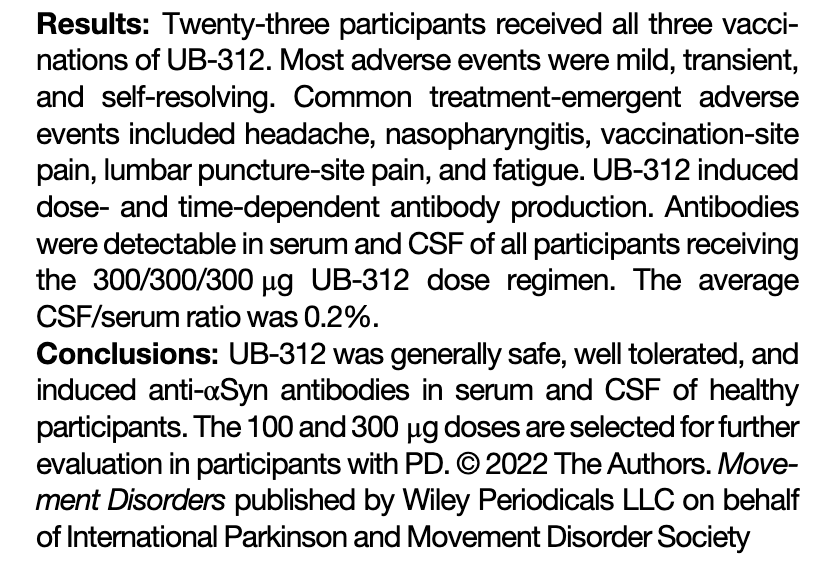 Results: Twenty-three participants received all three vacci-
nations of UB-312. Most adverse events were mild, transient,
and self-resolving. Common treatment-emergent adverse
events included headache, nasopharyngitis, vaccination-site
pain, lumbar puncture-site pain, and fatigue. UB-312 induced
dose- and time-dependent antibody production. Antibodies
were detectable in serum and CSF of all participants receiving
the 300/300/300 μg UB-312 dose regimen. The average
CSF/serum ratio was 0.2%.
Conclusions: UB-312 was generally safe, well tolerated, and
induced anti-αSyn antibodies in serum and CSF of healthy
participants. The 100 and 300 μg doses are selected for further
evaluation in participants with PD. © 2022 The Authors. Move-
ment Disorders published by Wiley Periodicals LLC on behalf
of International Parkinson and Movement Disorder Society